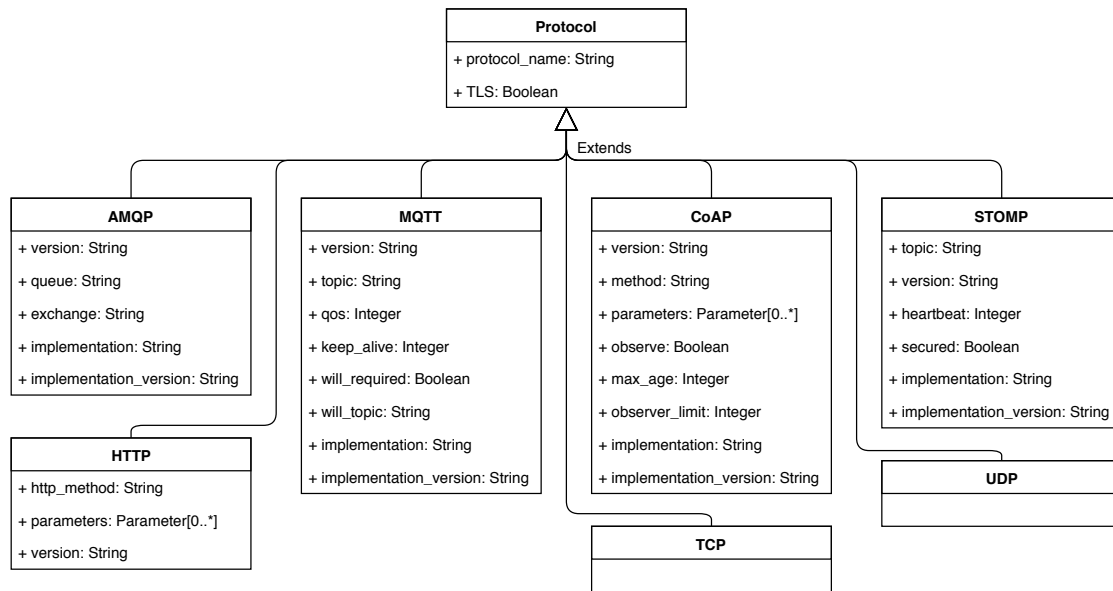 Protocol
+ protocol_name: String
+ TLS: Boolean
Extends
AMQP
+ version: String
+ queue: String
+ exchange: String
+ implementation: String
+ implementation_version: String
MQTT
+ version: String
+ topic: String
+ qos: Integer
+ keep_alive: Integer
+ will_required: Boolean
+ will_topic: String
+ implementation: String
+ implementation_version: String
CoAP
+ version: String
+ method: String
+ parameters: Parameter[0..*]
+ observe: Boolean
+ max_age: Integer
+ observer_limit: Integer
+ implementation: String
+ implementation_version: String
STOMP
+ topic: String
+ version: String
+ heartbeat: Integer
+ secured: Boolean
+ implementation: String
+ implementation_version: String
HTTP
+ http_method: String
+ parameters: Parameter[0..*]
+ version: String
UDP
TCP